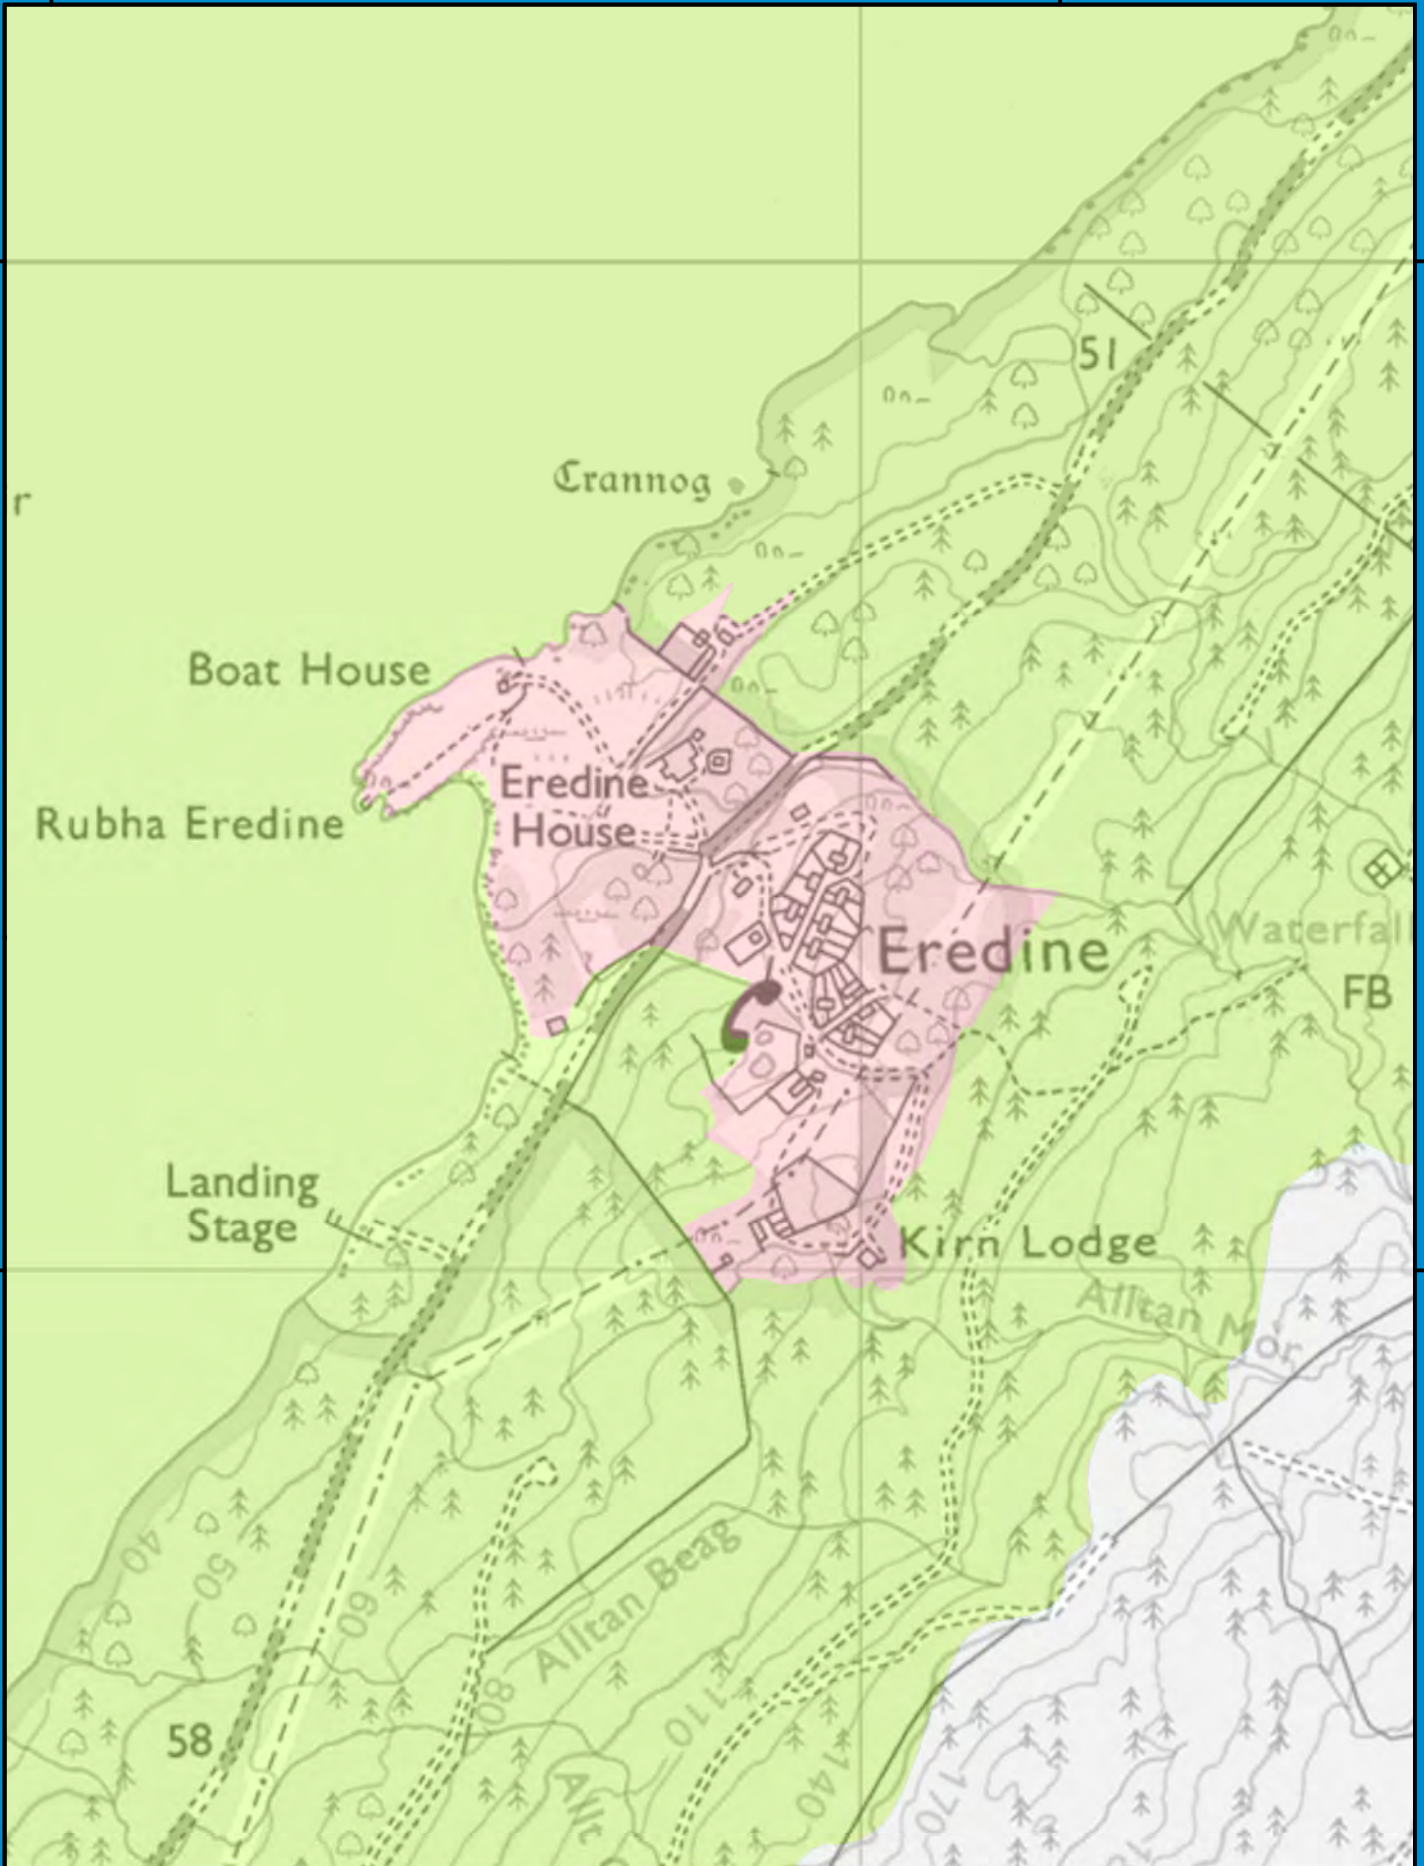 51
Crannog
r
Boat House
Eredine
House
Rubha Eredine
Eredine
Waterfall
FB
Landing
Stage
Kirn Lodge
Alltan Mór
40
50
60
Alltan Beag
80
110
58
140
170
Allt